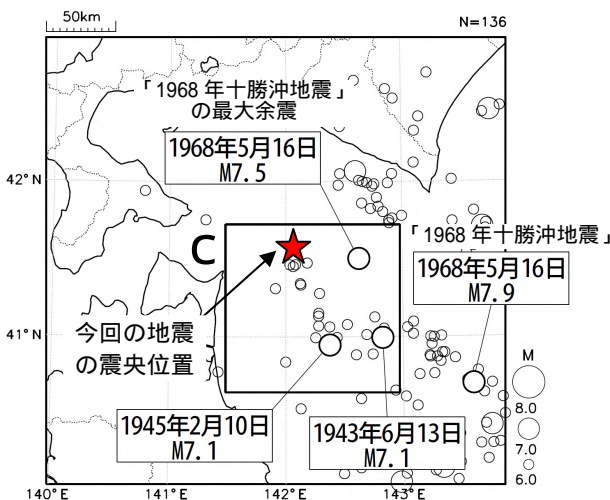 50km
N=136
「1968 年十勝沖地震」
の最大余震
1968年5月16日
M7.5
42°N
C
「1968 年十勝沖地震」
1968年5月16日
M7.9
今回の地震
の震央位置
41°N
M
8.0
7.0
6.0
1945年2月10日
M7.1
1943年6月13日
M7.1
140°E
141°E
142°E
143°E